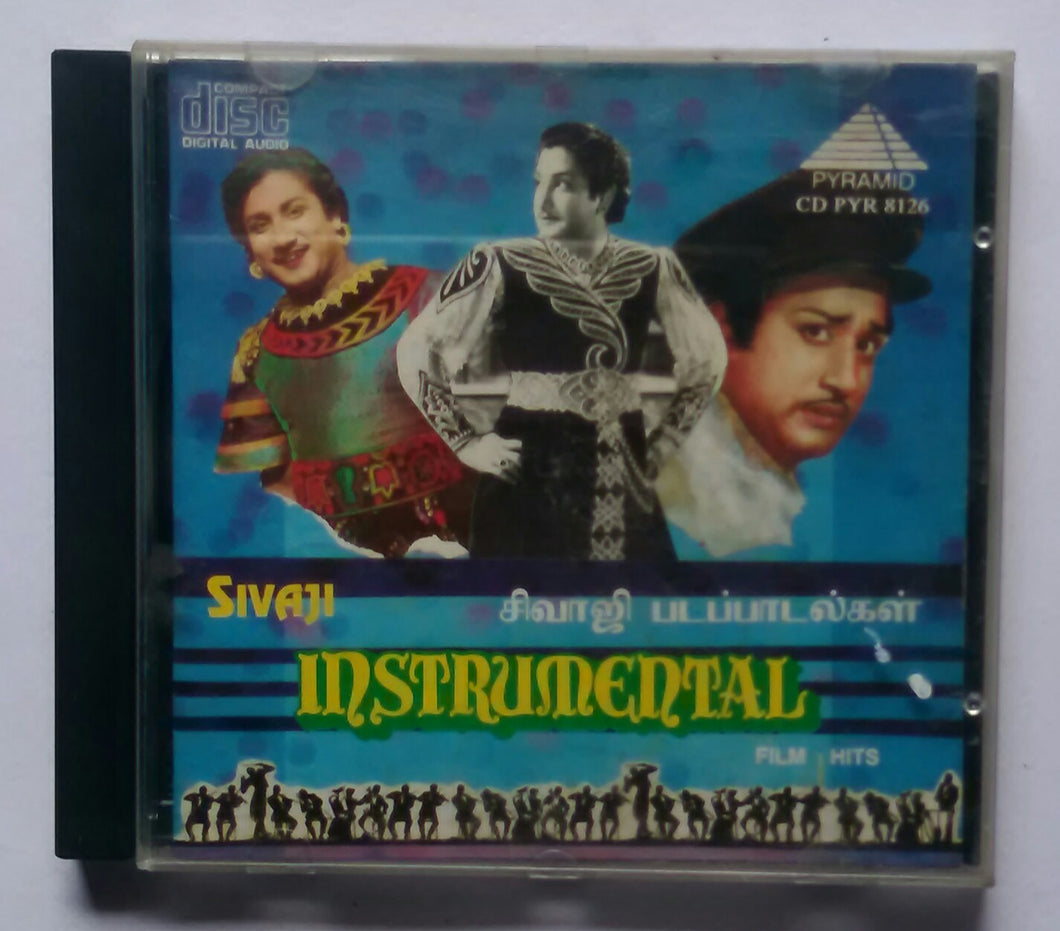 COMPACT
disc
DIGITAL AUDIO
PYRAMID
CD PYR 8126
SIVAJI
சிவாஜி படப்பாடல்கள்
INSTRUMENTAL
FILM HITS